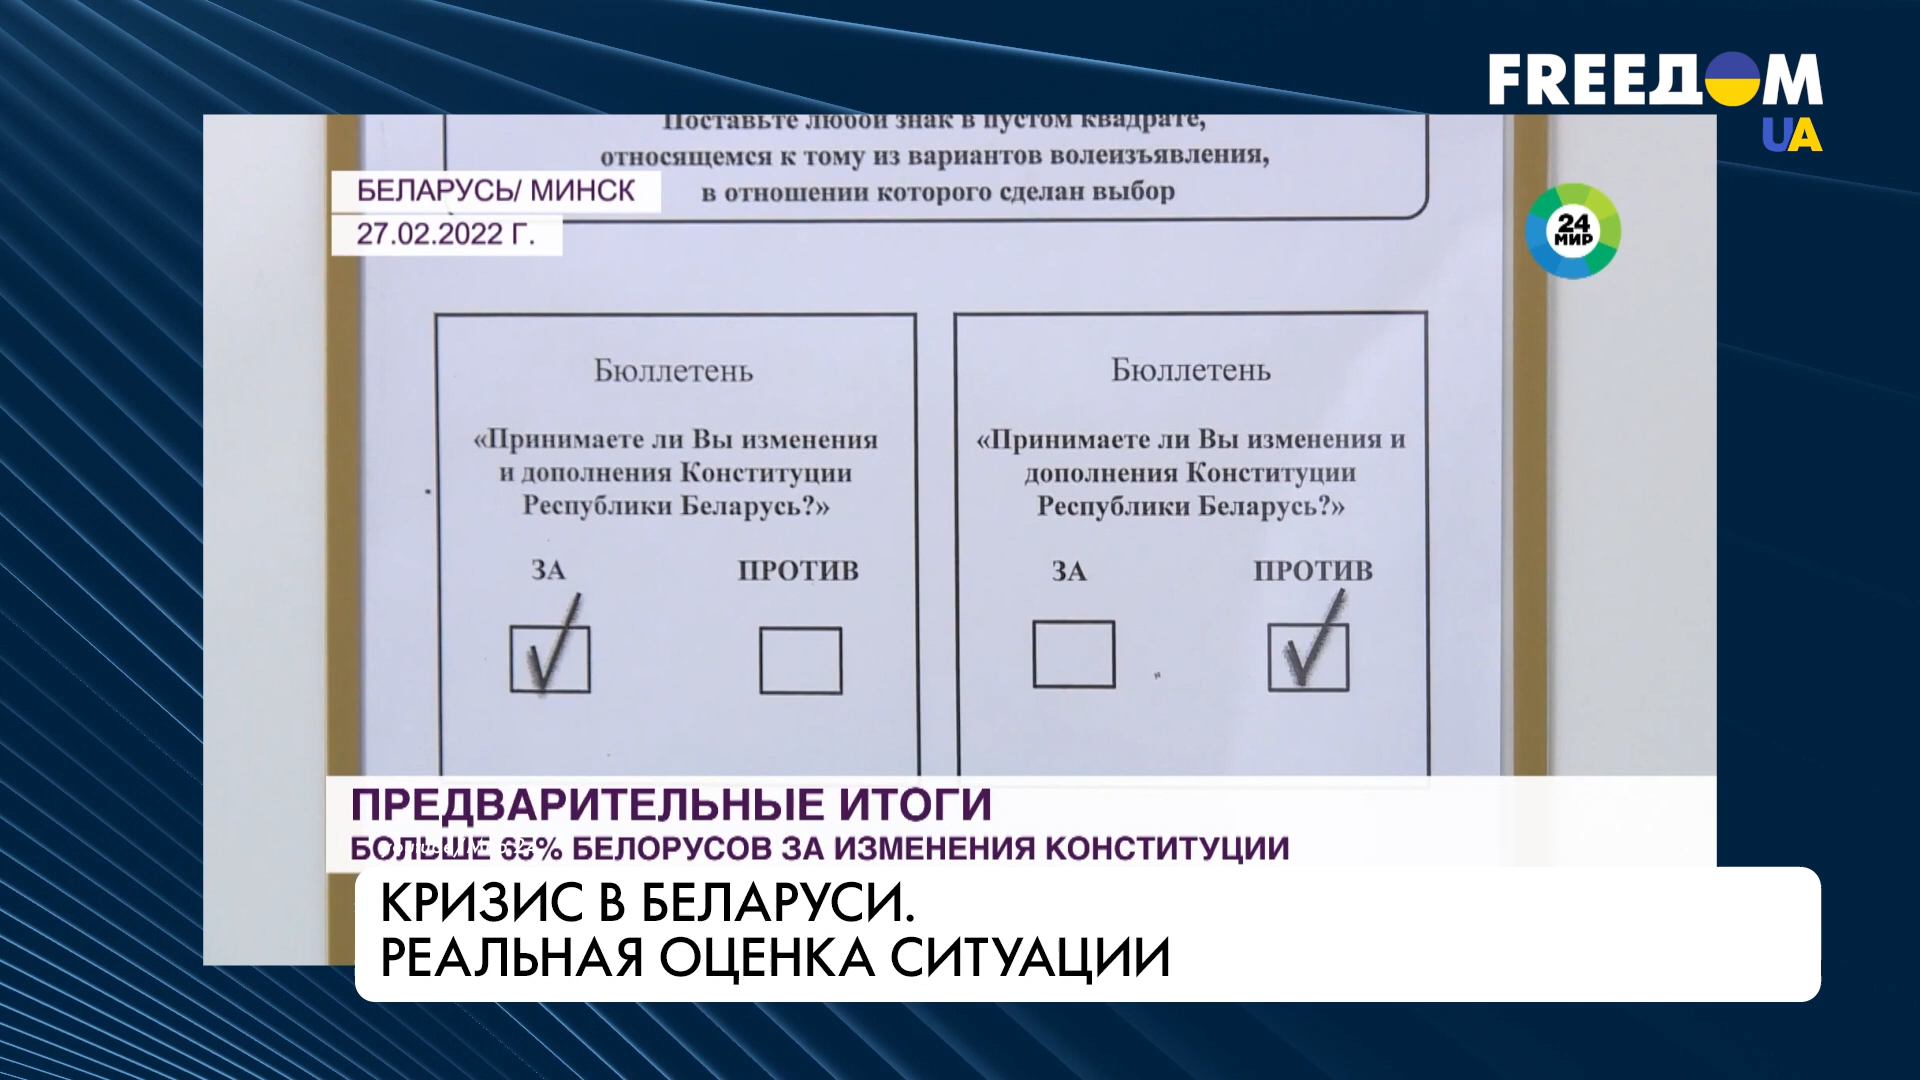 FREEДOM
UA
Поставьте любой знак в пустом квадрате,
относящемся к тому из вариантов волеизъявления,
в отношении которого сделан выбор
БЕЛАРУСЬ/ МИНСК
27.02.2022 Г.
24
МИР
Бюллетень
«Принимаете ли Вы изменения
и дополнения Конституции
Республики Беларусь?»
ЗА ПРОТИВ
Бюллетень
«Принимаете ли Вы изменения и
дополнения Конституции
Республики Беларусь?»
ЗА ПРОТИВ
ПРЕДВАРИТЕЛЬНЫЕ ИТОГИ
БОЛЬШЕ % БЕЛОРУСОВ ЗА ИЗМЕНЕНИЯ КОНСТИТУЦИИ
КРИЗИС В БЕЛАРУСИ.
РЕАЛЬНАЯ ОЦЕНКА СИТУАЦИИ